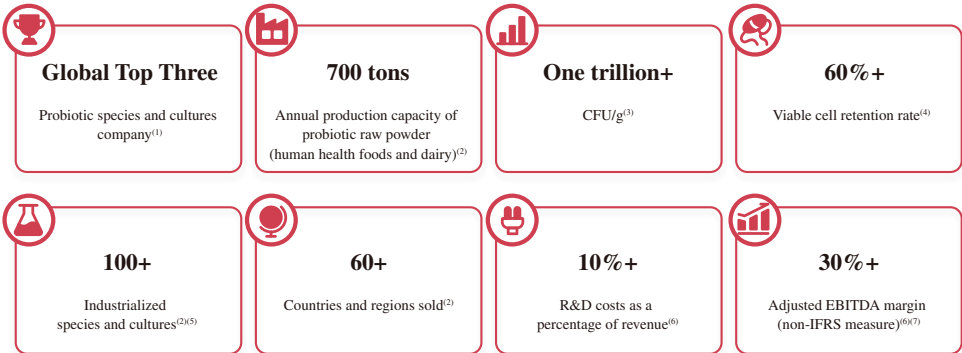 Global Top Three
Probiotic species and cultures
company(1)
700 tons
Annual production capacity of
probiotic raw powder
(human health foods and dairy)(2)
One trillion+
CFU/g(3)
60%+
Viable cell retention rate(4)
100+
Industrialized
species and cultures(2)(5)
60+
Countries and regions sold(2)
10%+
R&D costs as a
percentage of revenue(6)
30%+
Adjusted EBITDA margin
(non-IFRS measure)(6)(7)